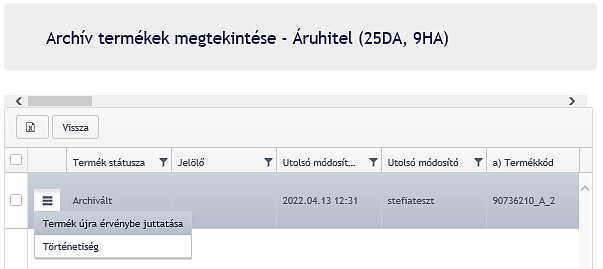 Archív termékek megtekintése - Áruhitel (25DA, 9HA)
Vissza
Termék státusza Jelölő Utolsó módosít... Utolsó módosító a) Termékkód
Archivált 2022.04.13 12:31 stefiateszt 90736210_A_2
Termék újra érvénybe juttatása
Történetiség